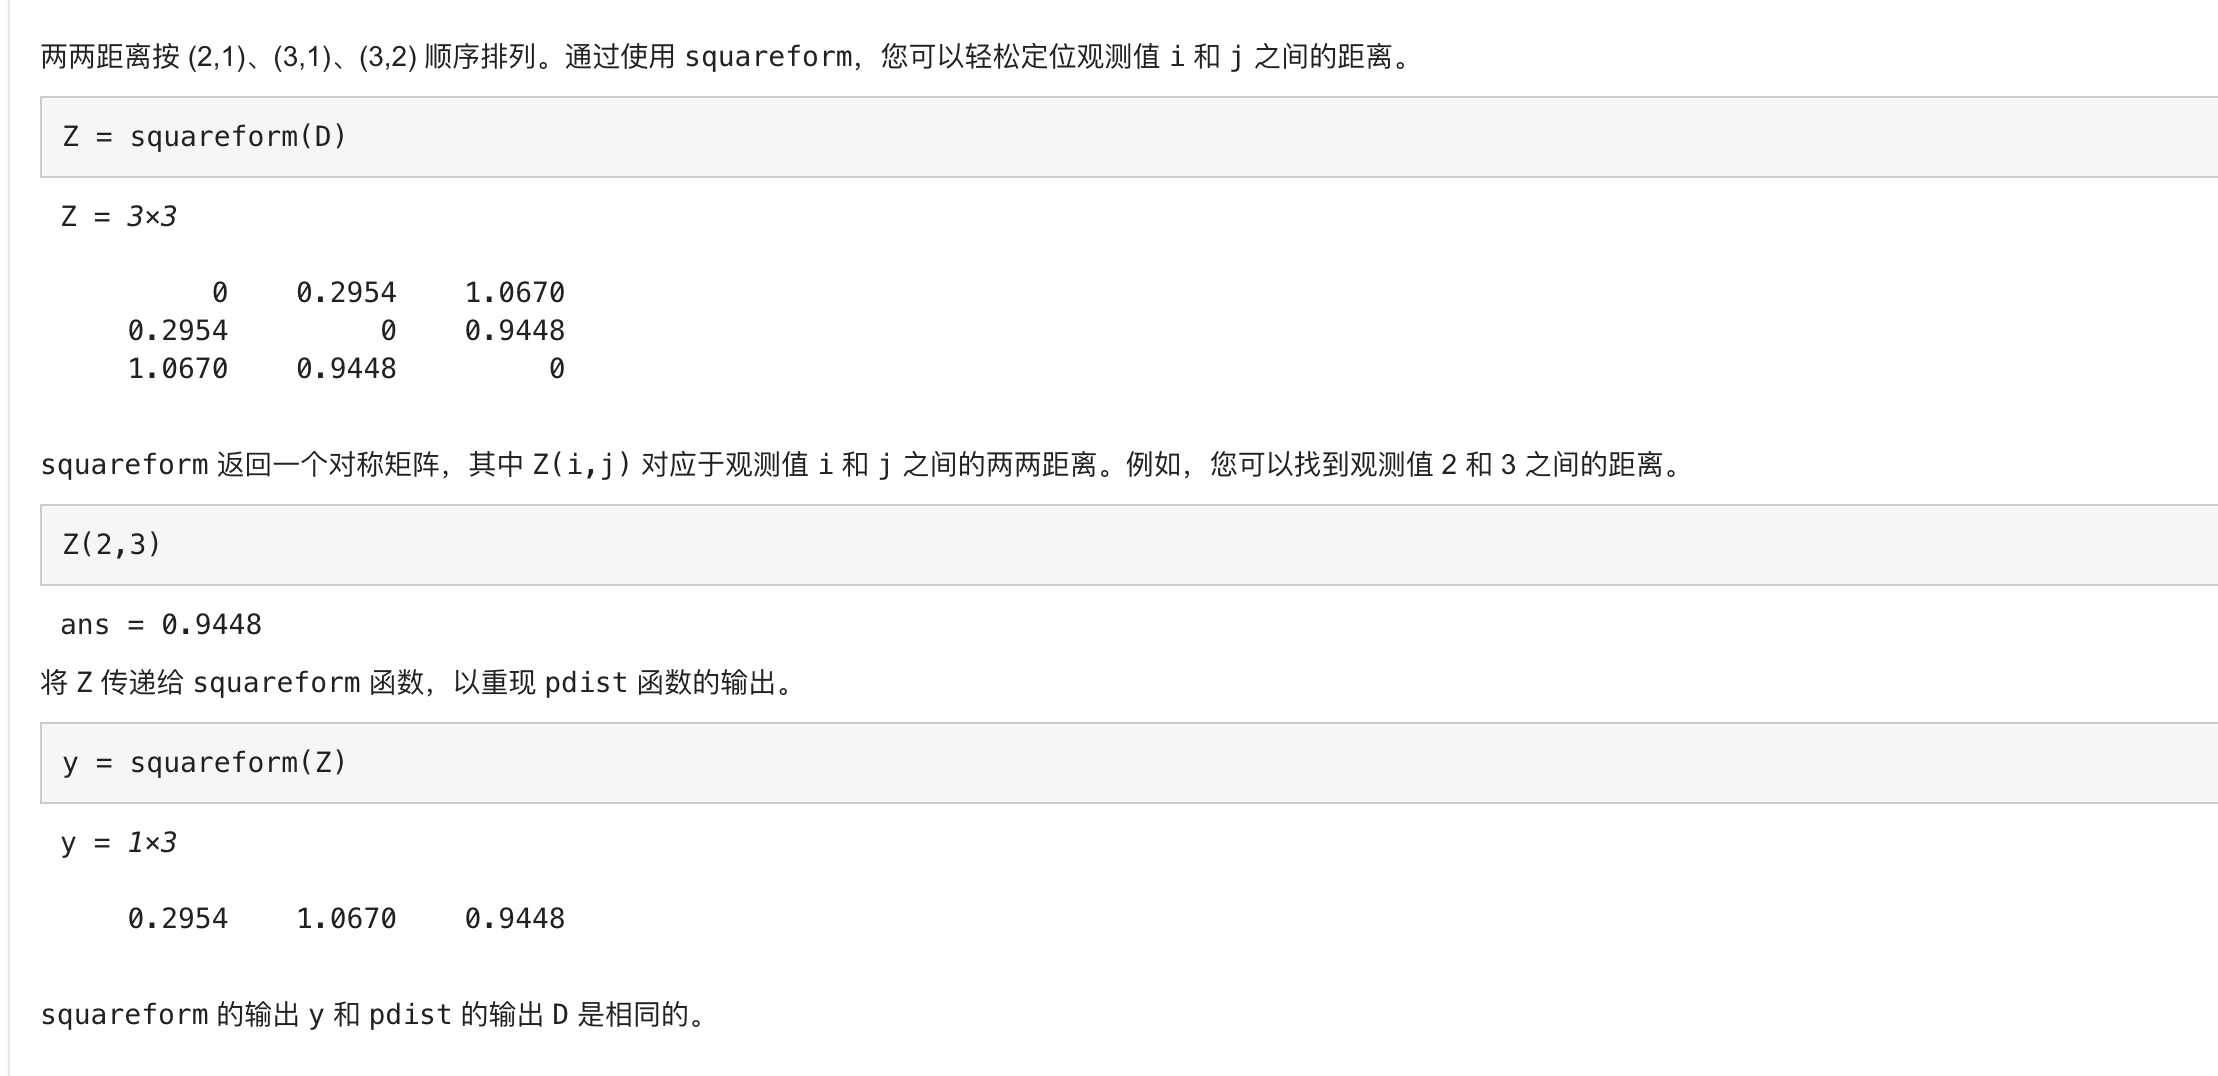 两两距离按 (2,1)、(3,1)、(3,2) 顺序排列。通过使用 squareform，您可以轻松定位观测值 i 和 j 之间的距离。
Z = squareform(D)
Z = 3×3
0 0.2954 1.0670
0.2954 0 0.9448
1.0670 0.9448 0
squareform 返回一个对称矩阵，其中 Z(i,j) 对应于观测值 i 和 j 之间的两两距离。例如，您可以找到观测值 2 和 3 之间的距离。
Z(2,3)
ans = 0.9448
将 Z 传递给 squareform 函数，以重现 pdist 函数的输出。
y = squareform(Z)
y = 1×3
0.2954 1.0670 0.9448
squareform 的输出 y 和 pdist 的输出 D 是相同的。